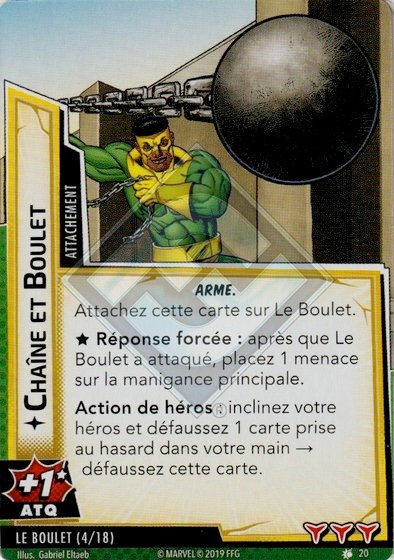 CHAÎNE ET BOULET
ATTACHEMENT
ARME.
Attachez cette carte sur Le Boulet.
★ Réponse forcée : après que Le
Boulet a attaqué, placez 1 menace
sur la manigance principale.
Action de héros : inclinez votre
héros et défaussez 1 carte prise
au hasard dans votre main →
défaussez cette carte.
+1★
ATQ
LE BOULET (4/18)
Illus. Gabriel Eltaeb
© MARVEL © 2019 FFG
20